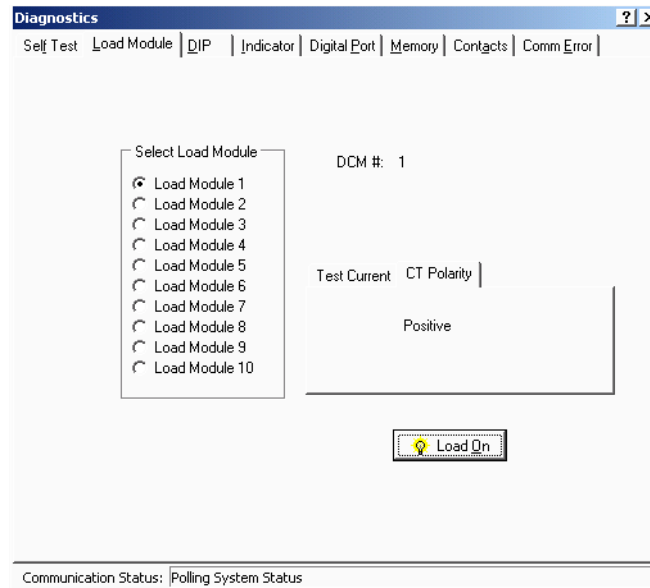 Diagnostics
Self Test Load Module DIP Indicator Digital Port Memory Contacts Comm Error
Select Load Module
DCM #: 1
Load Module 1
Load Module 2
Load Module 3
Load Module 4
Load Module 5
Load Module 6
Load Module 7
Load Module 8
Load Module 9
Load Module 10
Test Current CT Polarity
Positive
Load On
Communication Status: Polling System Status